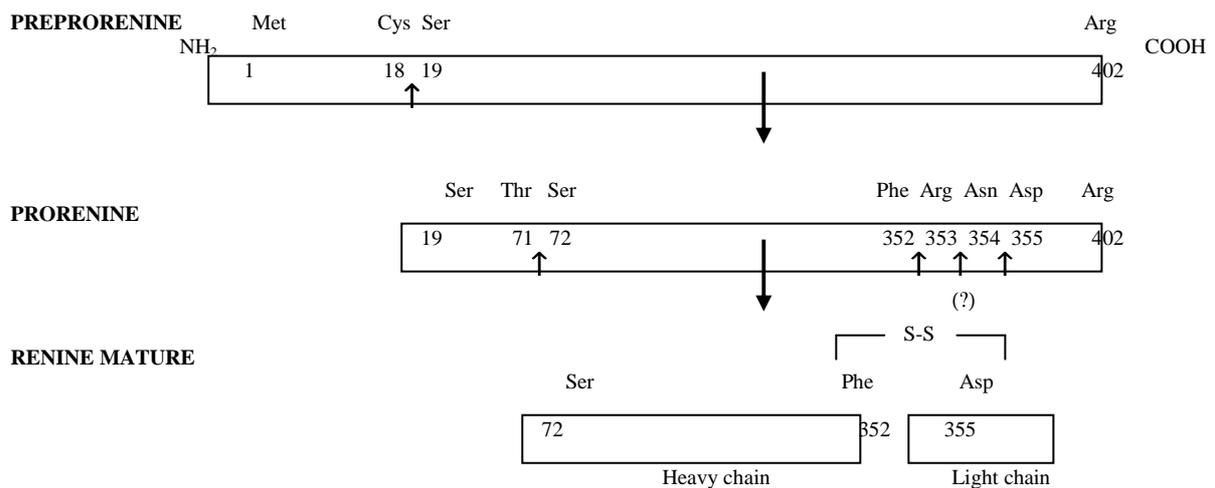 PREPRORENINE Met Cys Ser Arg
NH2 COOH
1 18 19 402
Ser Thr Ser Phe Arg Asn Asp Arg
PRORENINE
19 71 72 352 353 354 355 402
(?)
S-S
RENINE MATURE
Ser Phe Asp
72 352 355
Heavy chain Light chain